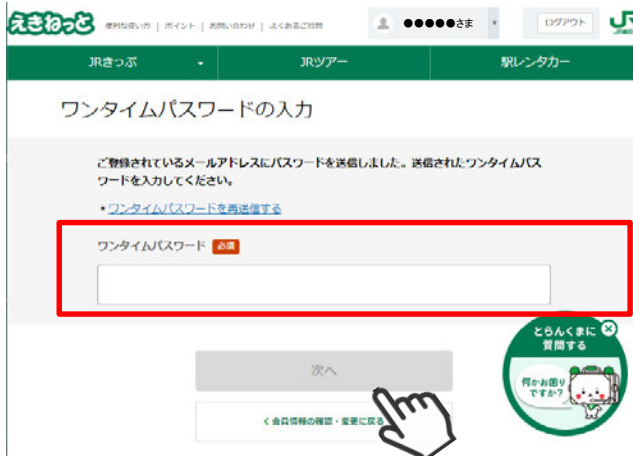 えきねっと 便利な使い方 | ポイント | お問い合わせ | よくあるご質問 ●●●●●さま ログアウト JR
JRきっぷ JRツアー 駅レンタカー
ワンタイムパスワードの入力
ご登録されているメールアドレスにパスワードを送信しました。送信されたワンタイムパス
ワードを入力してください。
ワンタイムパスワードを再送信する
ワンタイムパスワード 必須
とらんくまに
質問する
何かお困り
ですか?
次へ
会員情報の確認・変更に戻る